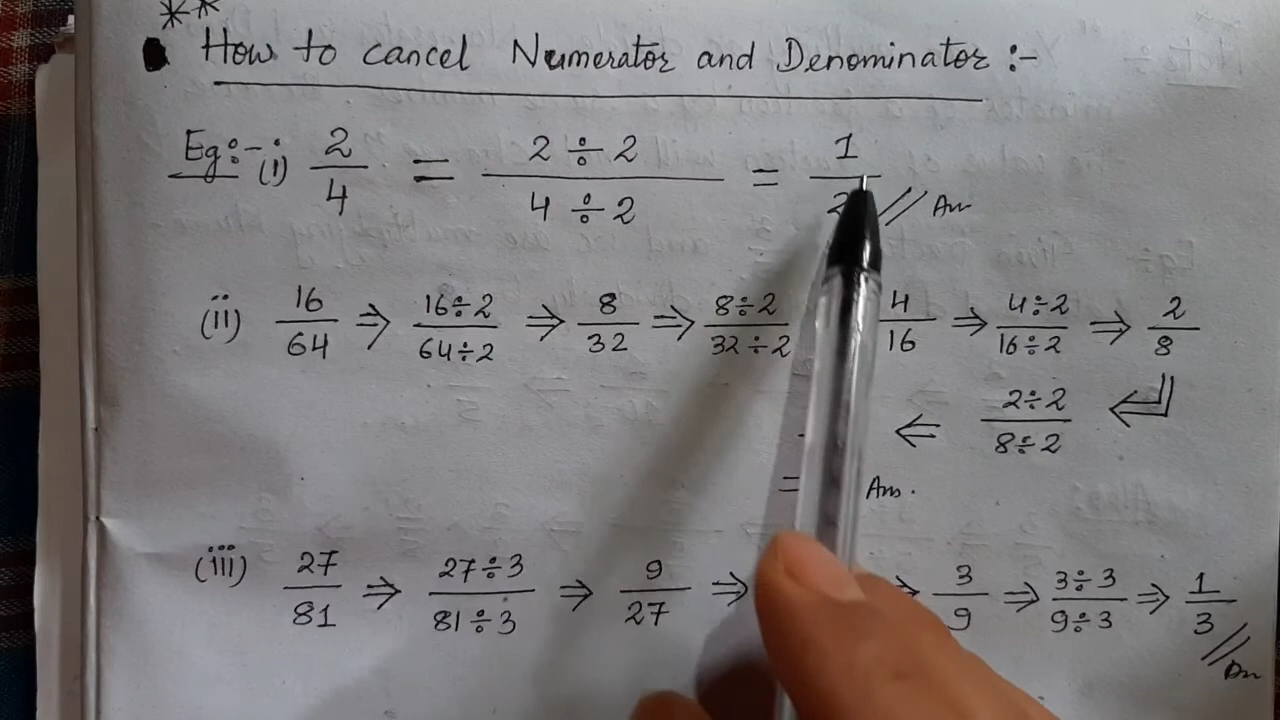 **
• How to cancel Numerator and Denominator :-
Eg:- (i) 2/4 = 2÷2/4÷2 = 1/2 // An
(ii) 16/64 ⇒ 16÷2/64÷2 ⇒ 8/32 ⇒ 8÷2/32÷2 4/16 ⇒ 4÷2/16÷2 ⇒ 2/8
⇐ 2÷2/8÷2 ⇐
= Ans.
(iii) 27/81 ⇒ 27÷3/81÷3 ⇒ 9/27 ⇒ ⇒ 3/9 ⇒ 3÷3/9÷3 ⇒ 1/3 // An